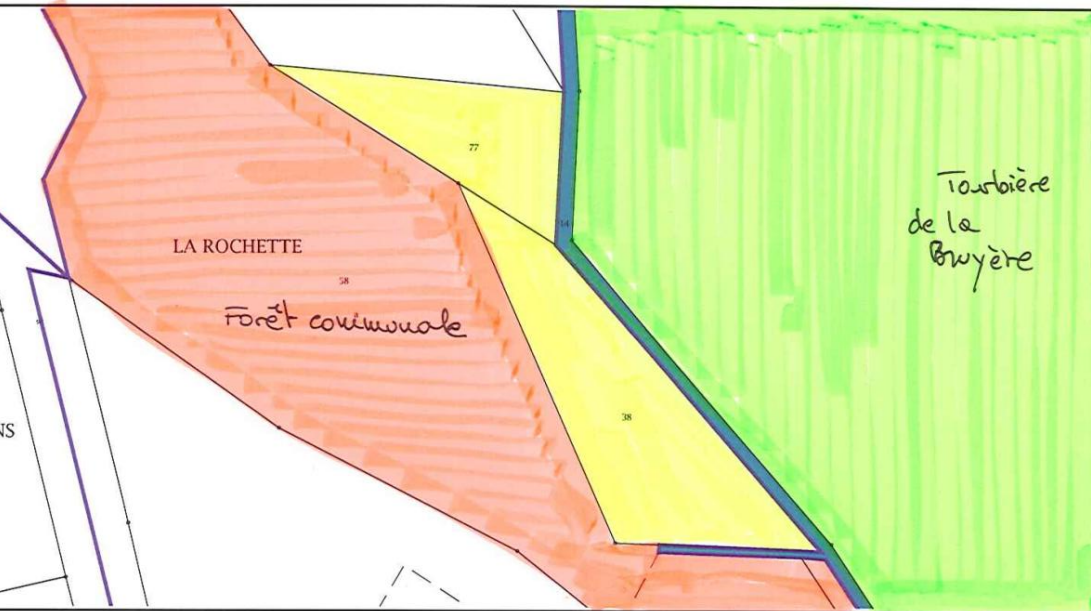 77
Tourbière
de la
Bruyère
14
LA ROCHETTE
58
Forêt communale
38
NS